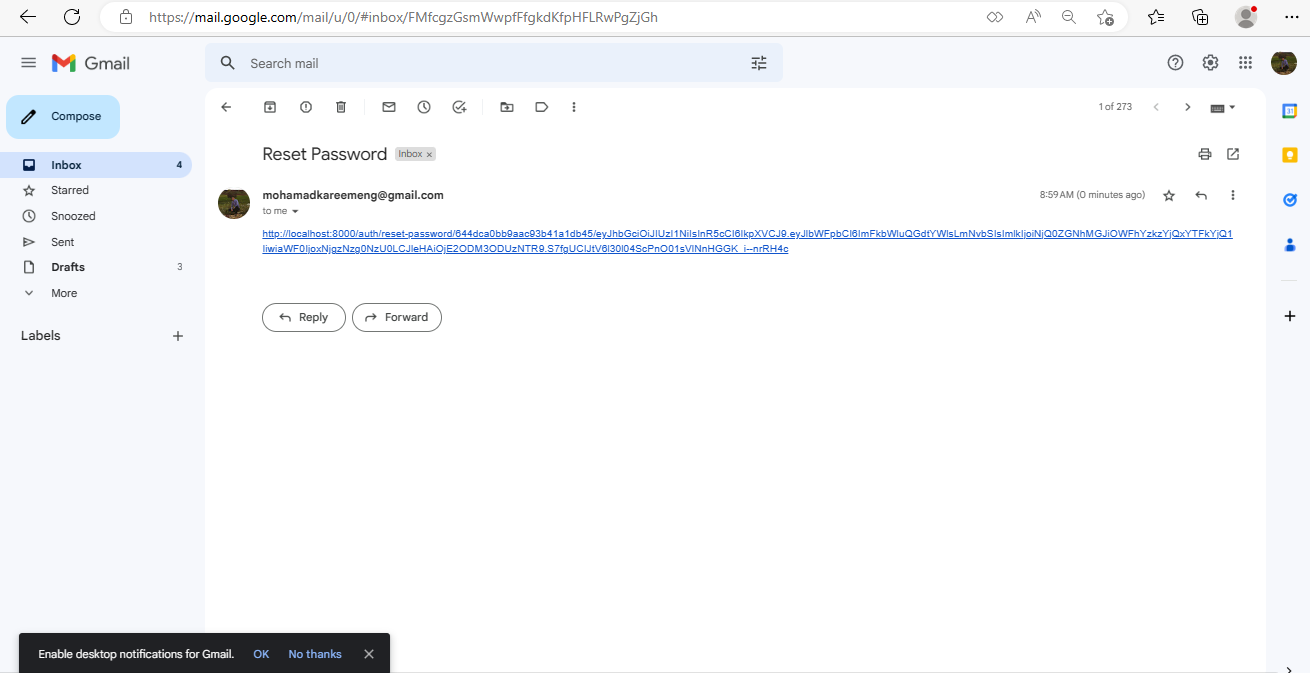 https://mail.google.com/mail/u/0/#inbox/FMfcgzGsmWwpfFfgkdKfpHFLRwPgZjGh
Gmail
Search mail
Compose
1 of 273
Reset Password Inbox ×
Inbox 4
Starred
Snoozed
Sent
Drafts 3
More
Labels
mohamadkareemeng@gmail.com
8:59 AM (0 minutes ago)
to me
http://localhost:8000/auth/reset-password/644dca0bb9aac93b41a1db45/eyJhbGciOiJIUzI1NiIsInR5cCI6IkpXVCJ9.eyJlbWFpbCI6ImFkbWluQGdtYWlsLmNvbSIsImlkIjoiNjQ0ZGNhMGJiOWFhYzkzYjQxYTFkYjQ1
IiwiaWF0IjoxNjgzNzg0NzU0LCJleHAiOjE2ODM3ODUzNTR9.S7fgUCIJtV6l30l04ScPnO01sVlNnHGGK_i--nrRH4c
Reply
Forward
Enable desktop notifications for Gmail. OK No thanks